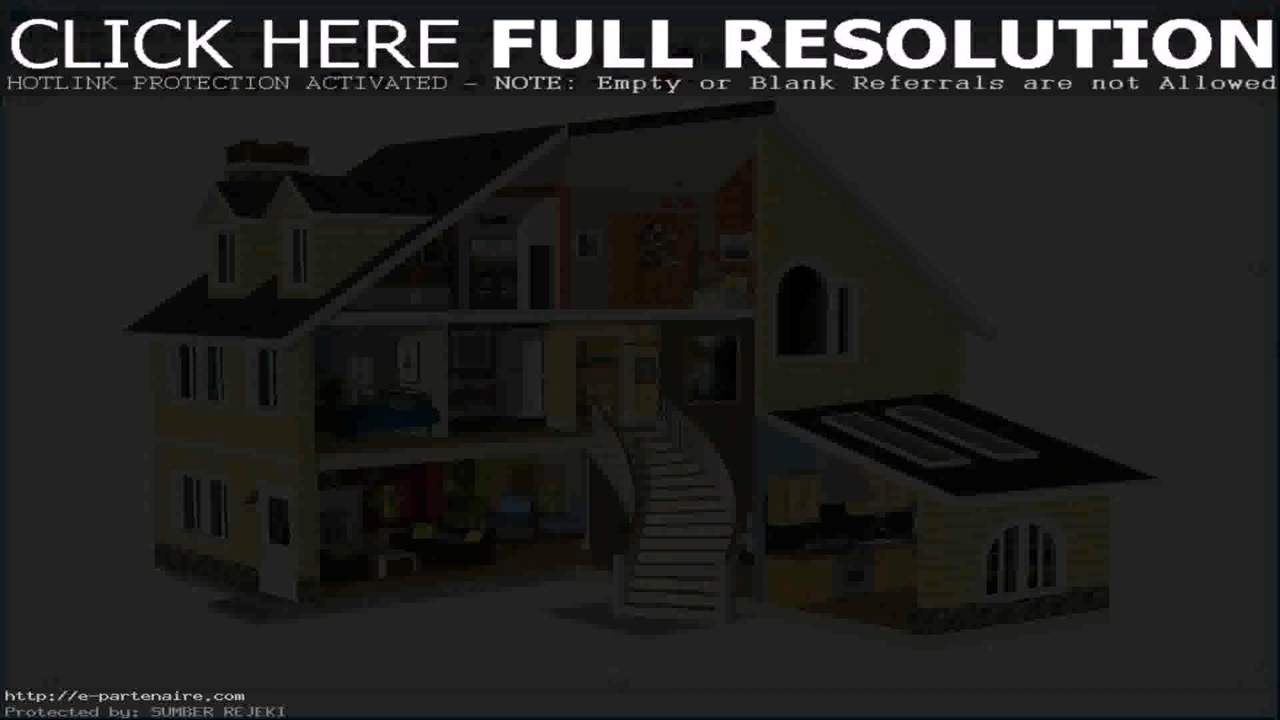 CLICK HERE FULL RESOLUTION
HOTLINK PROTECTION ACTIVATED - NOTE: Empty or Blank Referrals are not Allowed
http://e-partenaire.com
Protected by: SUMBER REJEKI